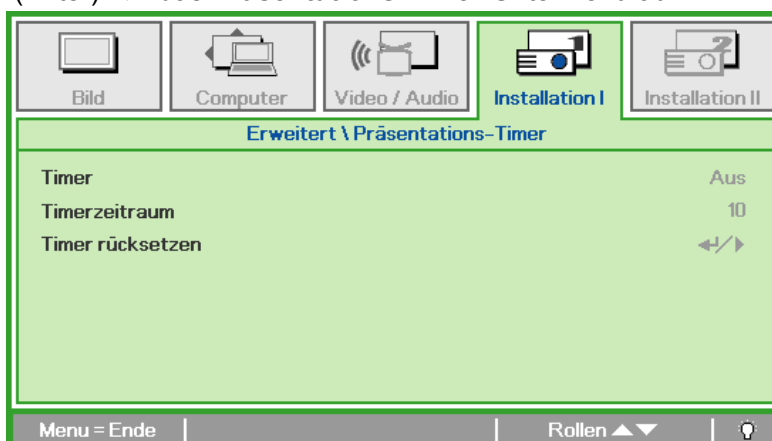 Bild
Computer
Video / Audio
Installation I
Installation II
Erweitert \ Präsentations-Timer
Timer Aus
Timerzeitraum 10
Timer rücksetzen ↵/▶
Menu = Ende Rollen ▲▼